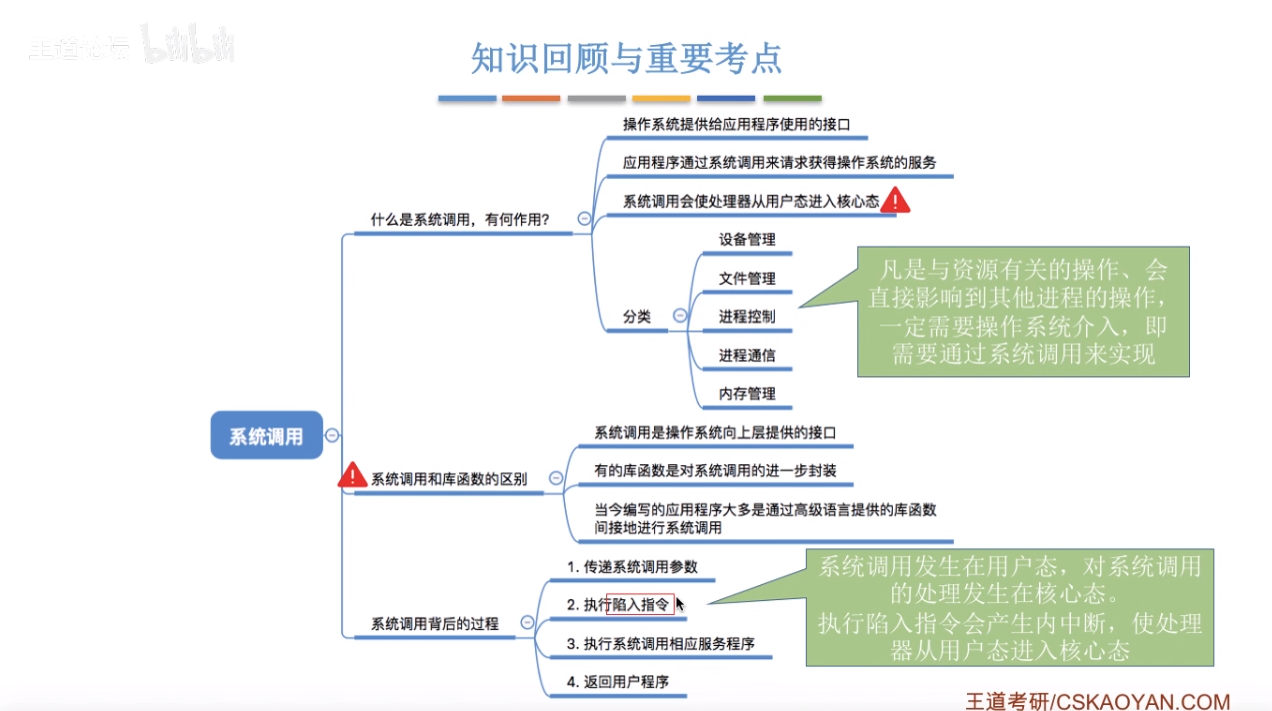 王道论坛 bilibili
知识回顾与重要考点
操作系统提供给应用程序使用的接口
应用程序通过系统调用来请求获得操作系统的服务
系统调用会使处理器从用户态进入核心态
什么是系统调用，有何作用？
设备管理
文件管理
分类
进程控制
进程通信
内存管理
凡是与资源有关的操作、会
直接影响到其他进程的操作，
一定需要操作系统介入，即
需要通过系统调用来实现
系统调用
系统调用是操作系统向上层提供的接口
系统调用和库函数的区别
有的库函数是对系统调用的进一步封装
当今编写的应用程序大多是通过高级语言提供的库函数
间接地进行系统调用
1. 传递系统调用参数
2. 执行陷入指令
系统调用背后的过程
3. 执行系统调用相应服务程序
4. 返回用户程序
系统调用发生在用户态，对系统调用
的处理发生在核心态。
执行陷入指令会产生内中断，使处理
器从用户态进入核心态
王道考研/CSKAOYAN.COM